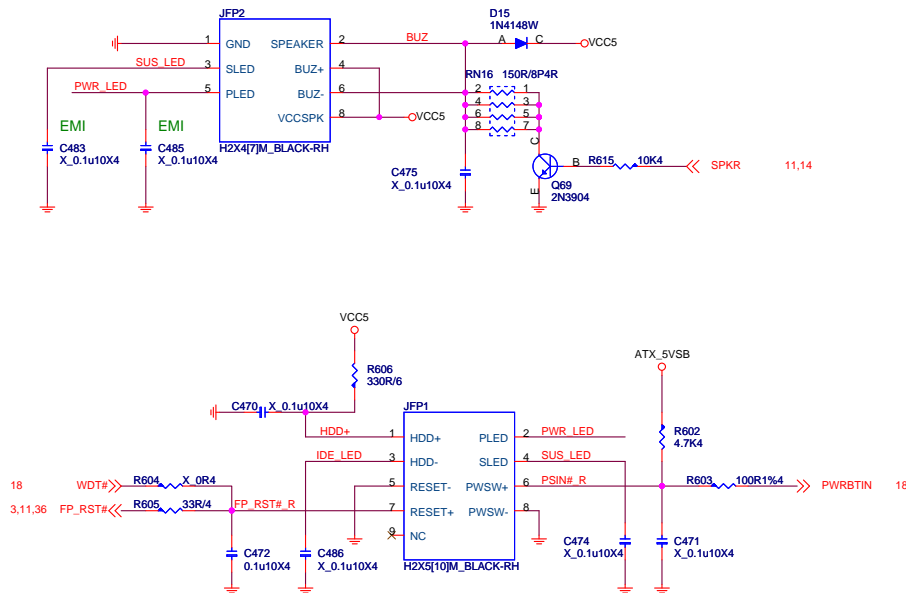 JFP2
D15
1N4148W
1 GND SPEAKER 2 BUZ A C VCC5
SUS_LED 3 SLED BUZ+ 4
RN16 150R/8P4R
PWR_LED 5 PLED BUZ- 6 2 1
4 3
VCCSPK 8 VCC5 6 5
8 7
EMI EMI
C483
X_0.1u10X4
C485
X_0.1u10X4
H2X4[7]M_BLACK-RH
C475
X_0.1u10X4
C B E
R615 10K4 SPKR 11,14
Q69
2N3904
VCC5
R606
330R/6
ATX_5VSB
C470 X_0.1u10X4
JFP1
HDD+ 1 HDD+ PLED 2 PWR_LED
R602
4.7K4
IDE_LED 3 HDD- SLED 4 SUS_LED
18 WDT# R604 X_0R4 5 RESET- PWSW+ 6 PSIN#_R R603 100R1%4 PWRBTIN 18
3,11,36 FP_RST# R605 33R/4 FP_RST#_R 7 RESET+ PWSW- 8
9 NC
C472
0.1u10X4
C486
X_0.1u10X4
H2X5[10]M_BLACK-RH
C474
X_0.1u10X4
C471
X_0.1u10X4